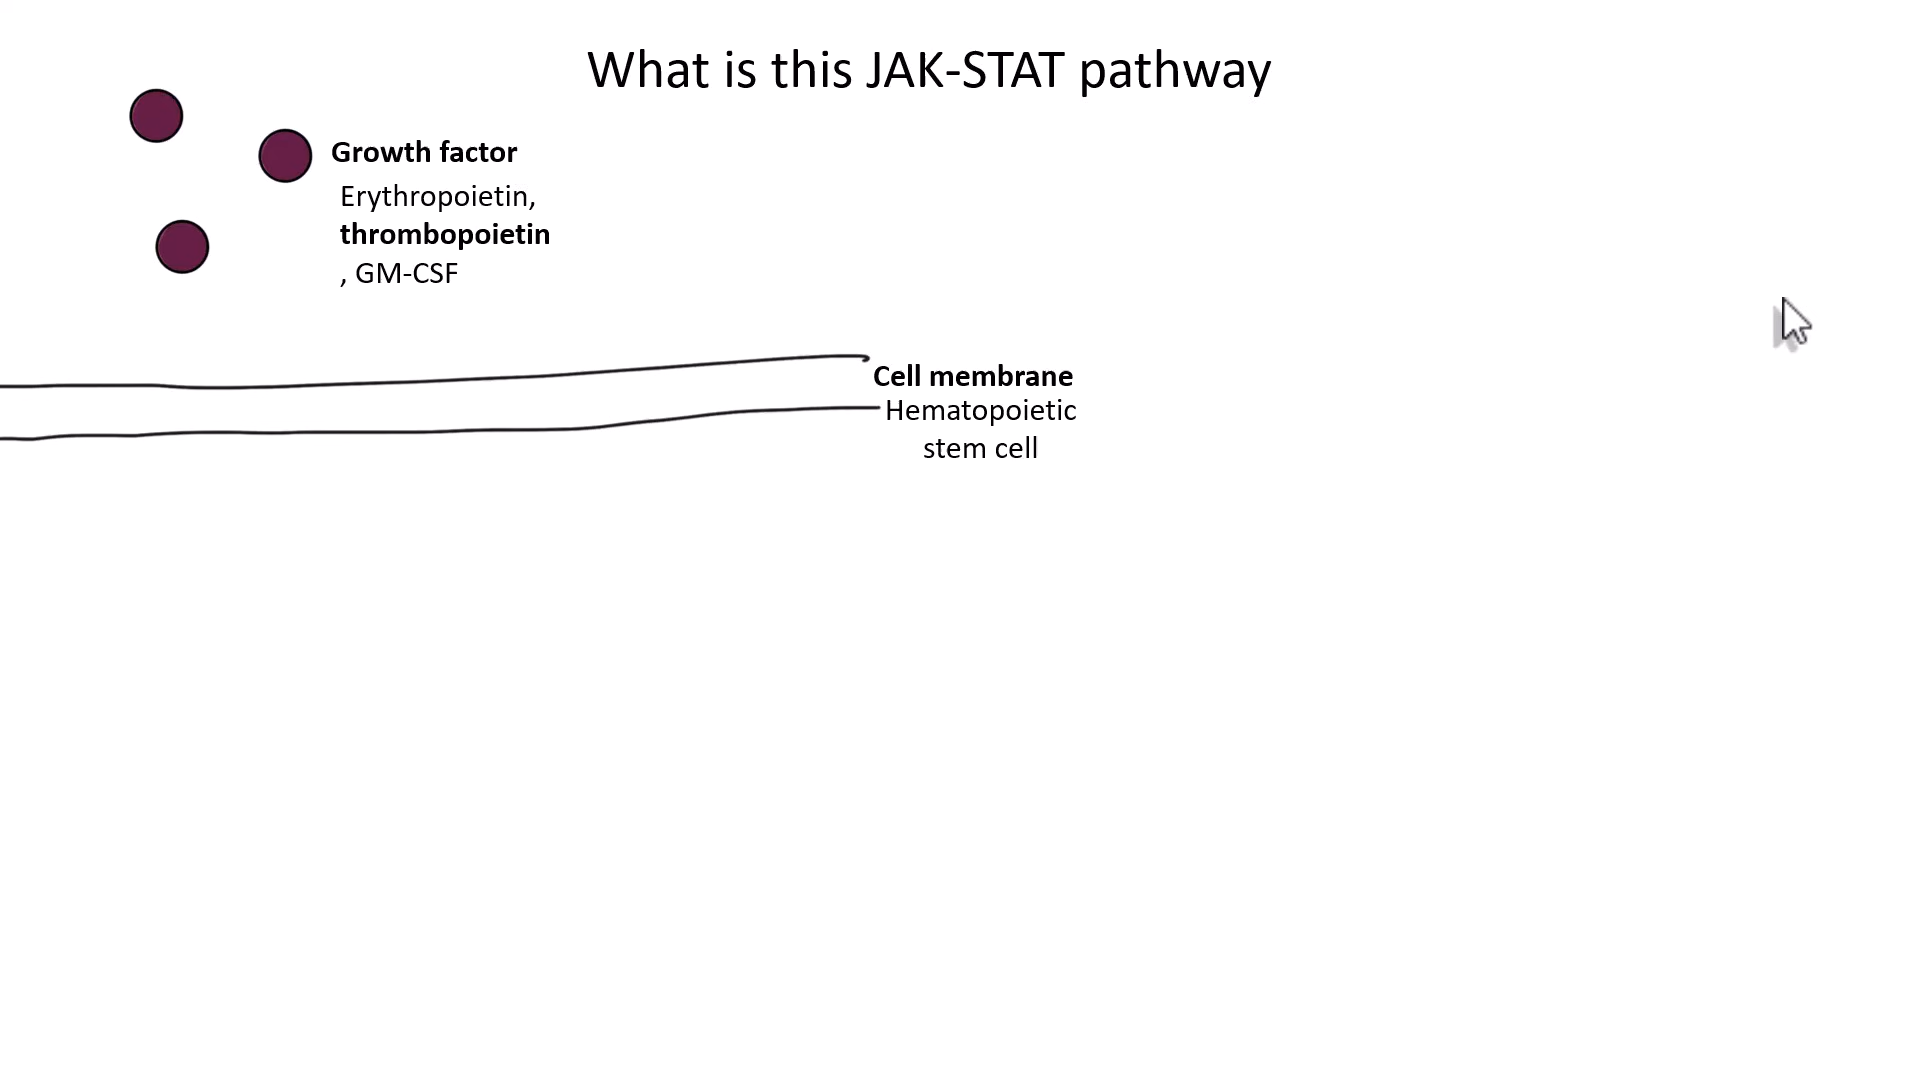 What is this JAK-STAT pathway
Growth factor
Erythropoietin,
thrombopoietin
, GM-CSF
Cell membrane
Hematopoietic
stem cell